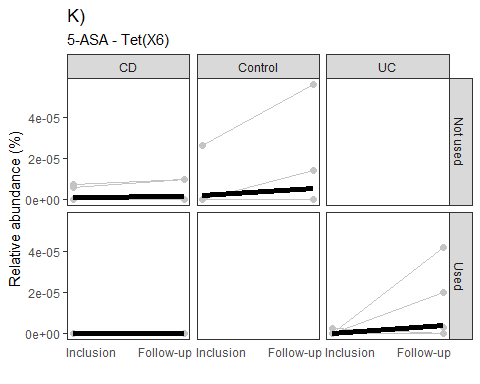 K)
5-ASA - Tet(X6)
CD Control UC
Relative abundance (%)
4e-05
2e-05
0e+00
Not used
4e-05
2e-05
0e+00
Used
Inclusion Follow-up Inclusion Follow-up Inclusion Follow-up